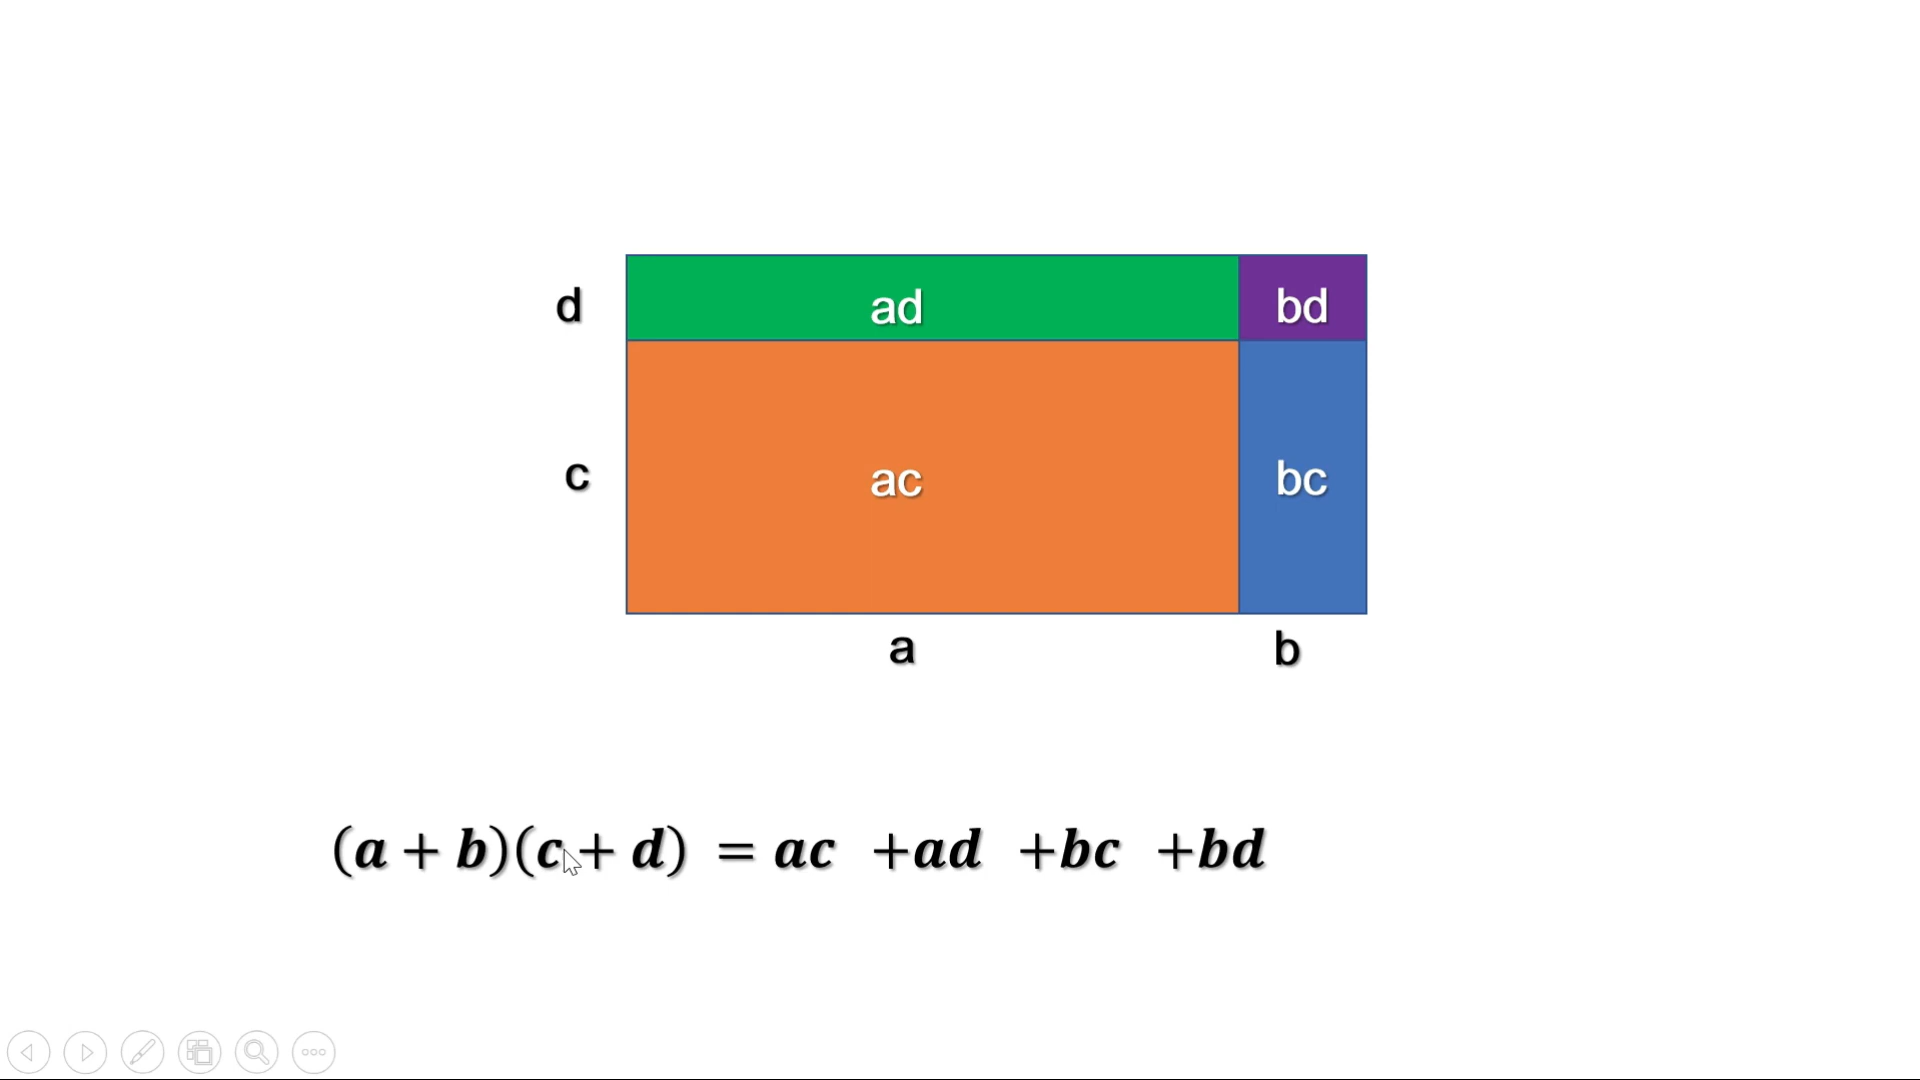 d ad bd
c ac bc
a b
(a + b)(c + d) = ac +ad +bc +bd